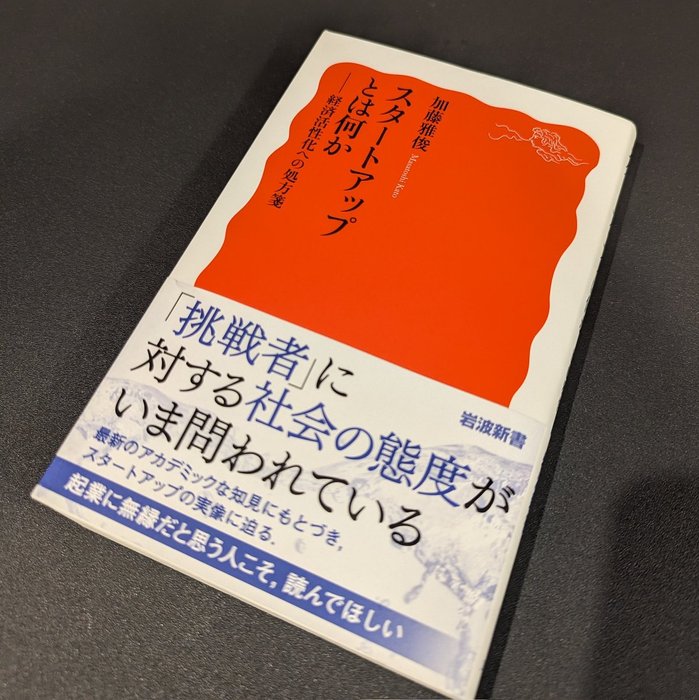 加藤雅俊
Masatoshi Kato
スタートアップ
とは何か
──経済活性化への処方箋
「挑戦者」に
対する社会の態度が
いま問われている
岩波新書
最新のアカデミックな知見にもとづき,
スタートアップの実像に迫る.
起業に無縁だと思う人こそ, 読んでほしい